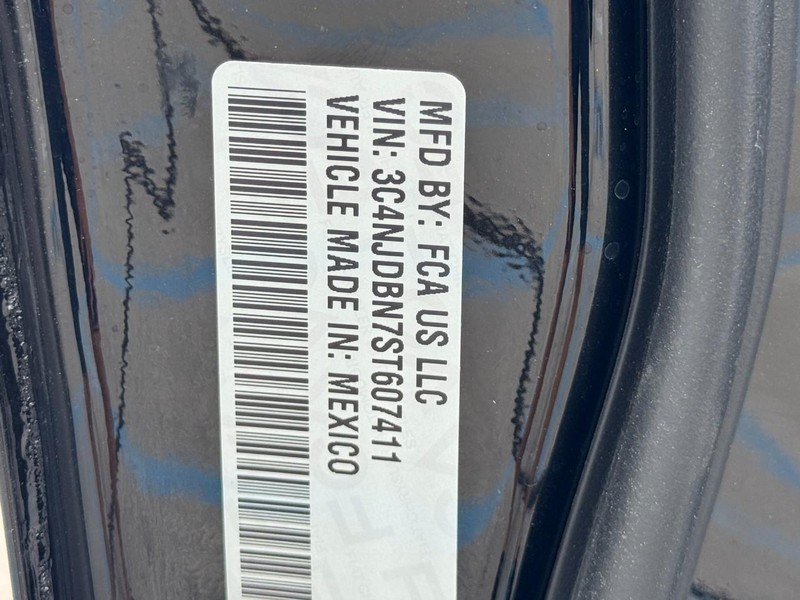 MFD BY: FCA US LLC
VIN: 3C4NJDBN7ST607411
VEHICLE MADE IN: MEXICO